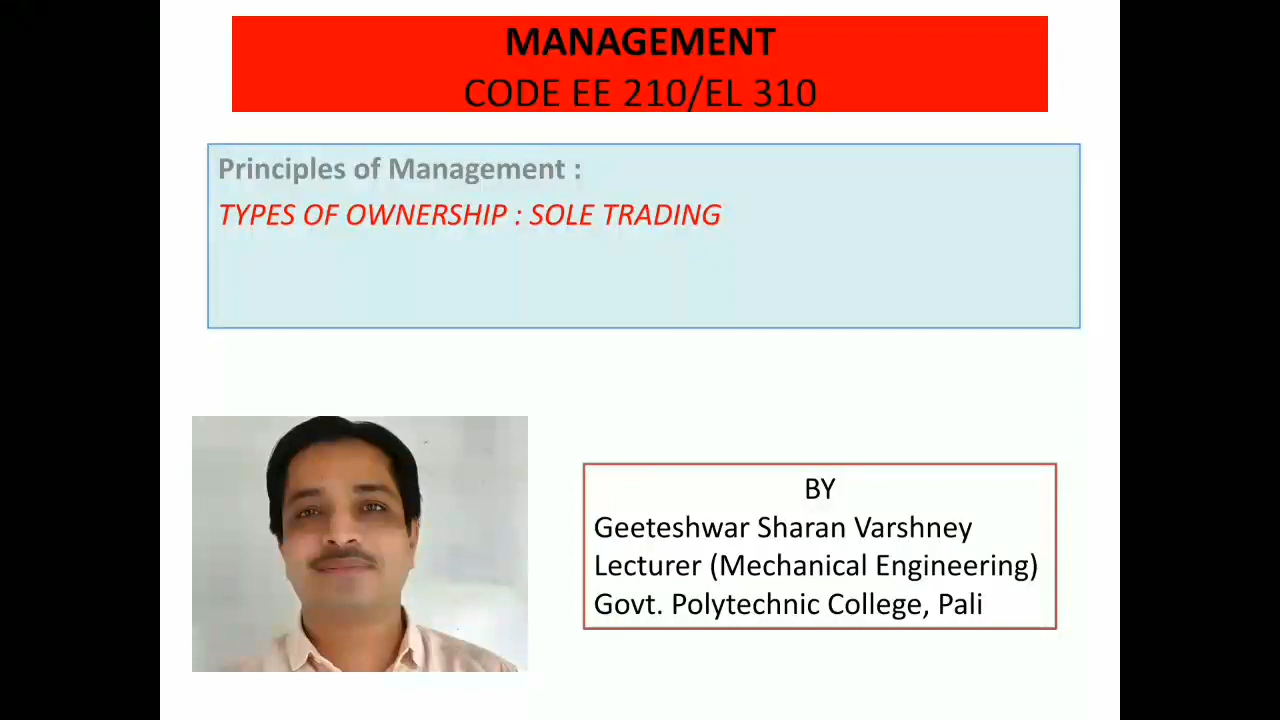 MANAGEMENT
CODE EE 210/EL 310
Principles of Management :
TYPES OF OWNERSHIP : SOLE TRADING
BY
Geeteshwar Sharan Varshney
Lecturer (Mechanical Engineering)
Govt. Polytechnic College, Pali